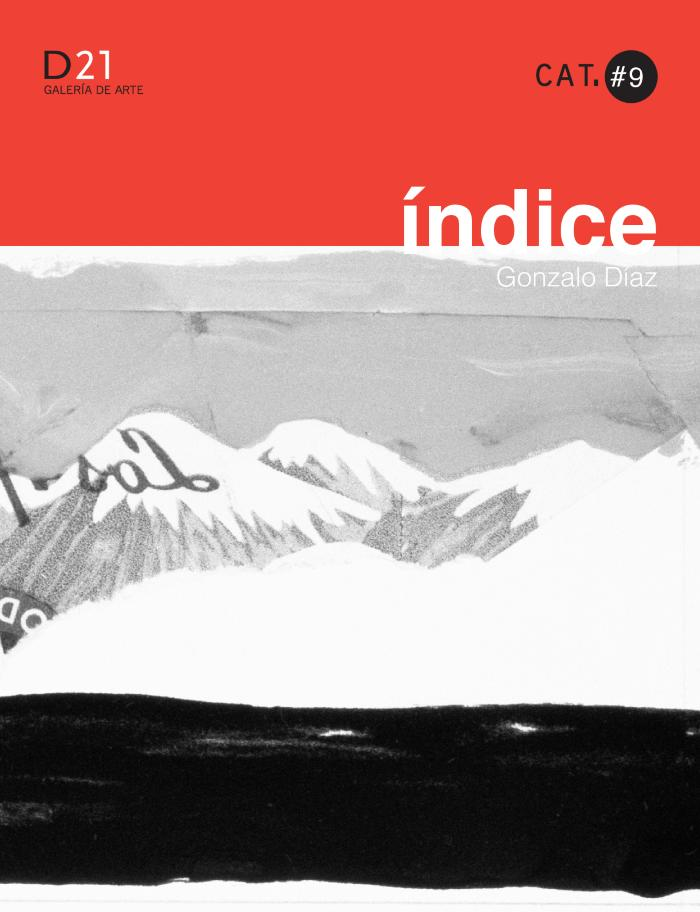 D21
GALERÍA DE ARTE
CAT. #9
índice
Gonzalo Díaz